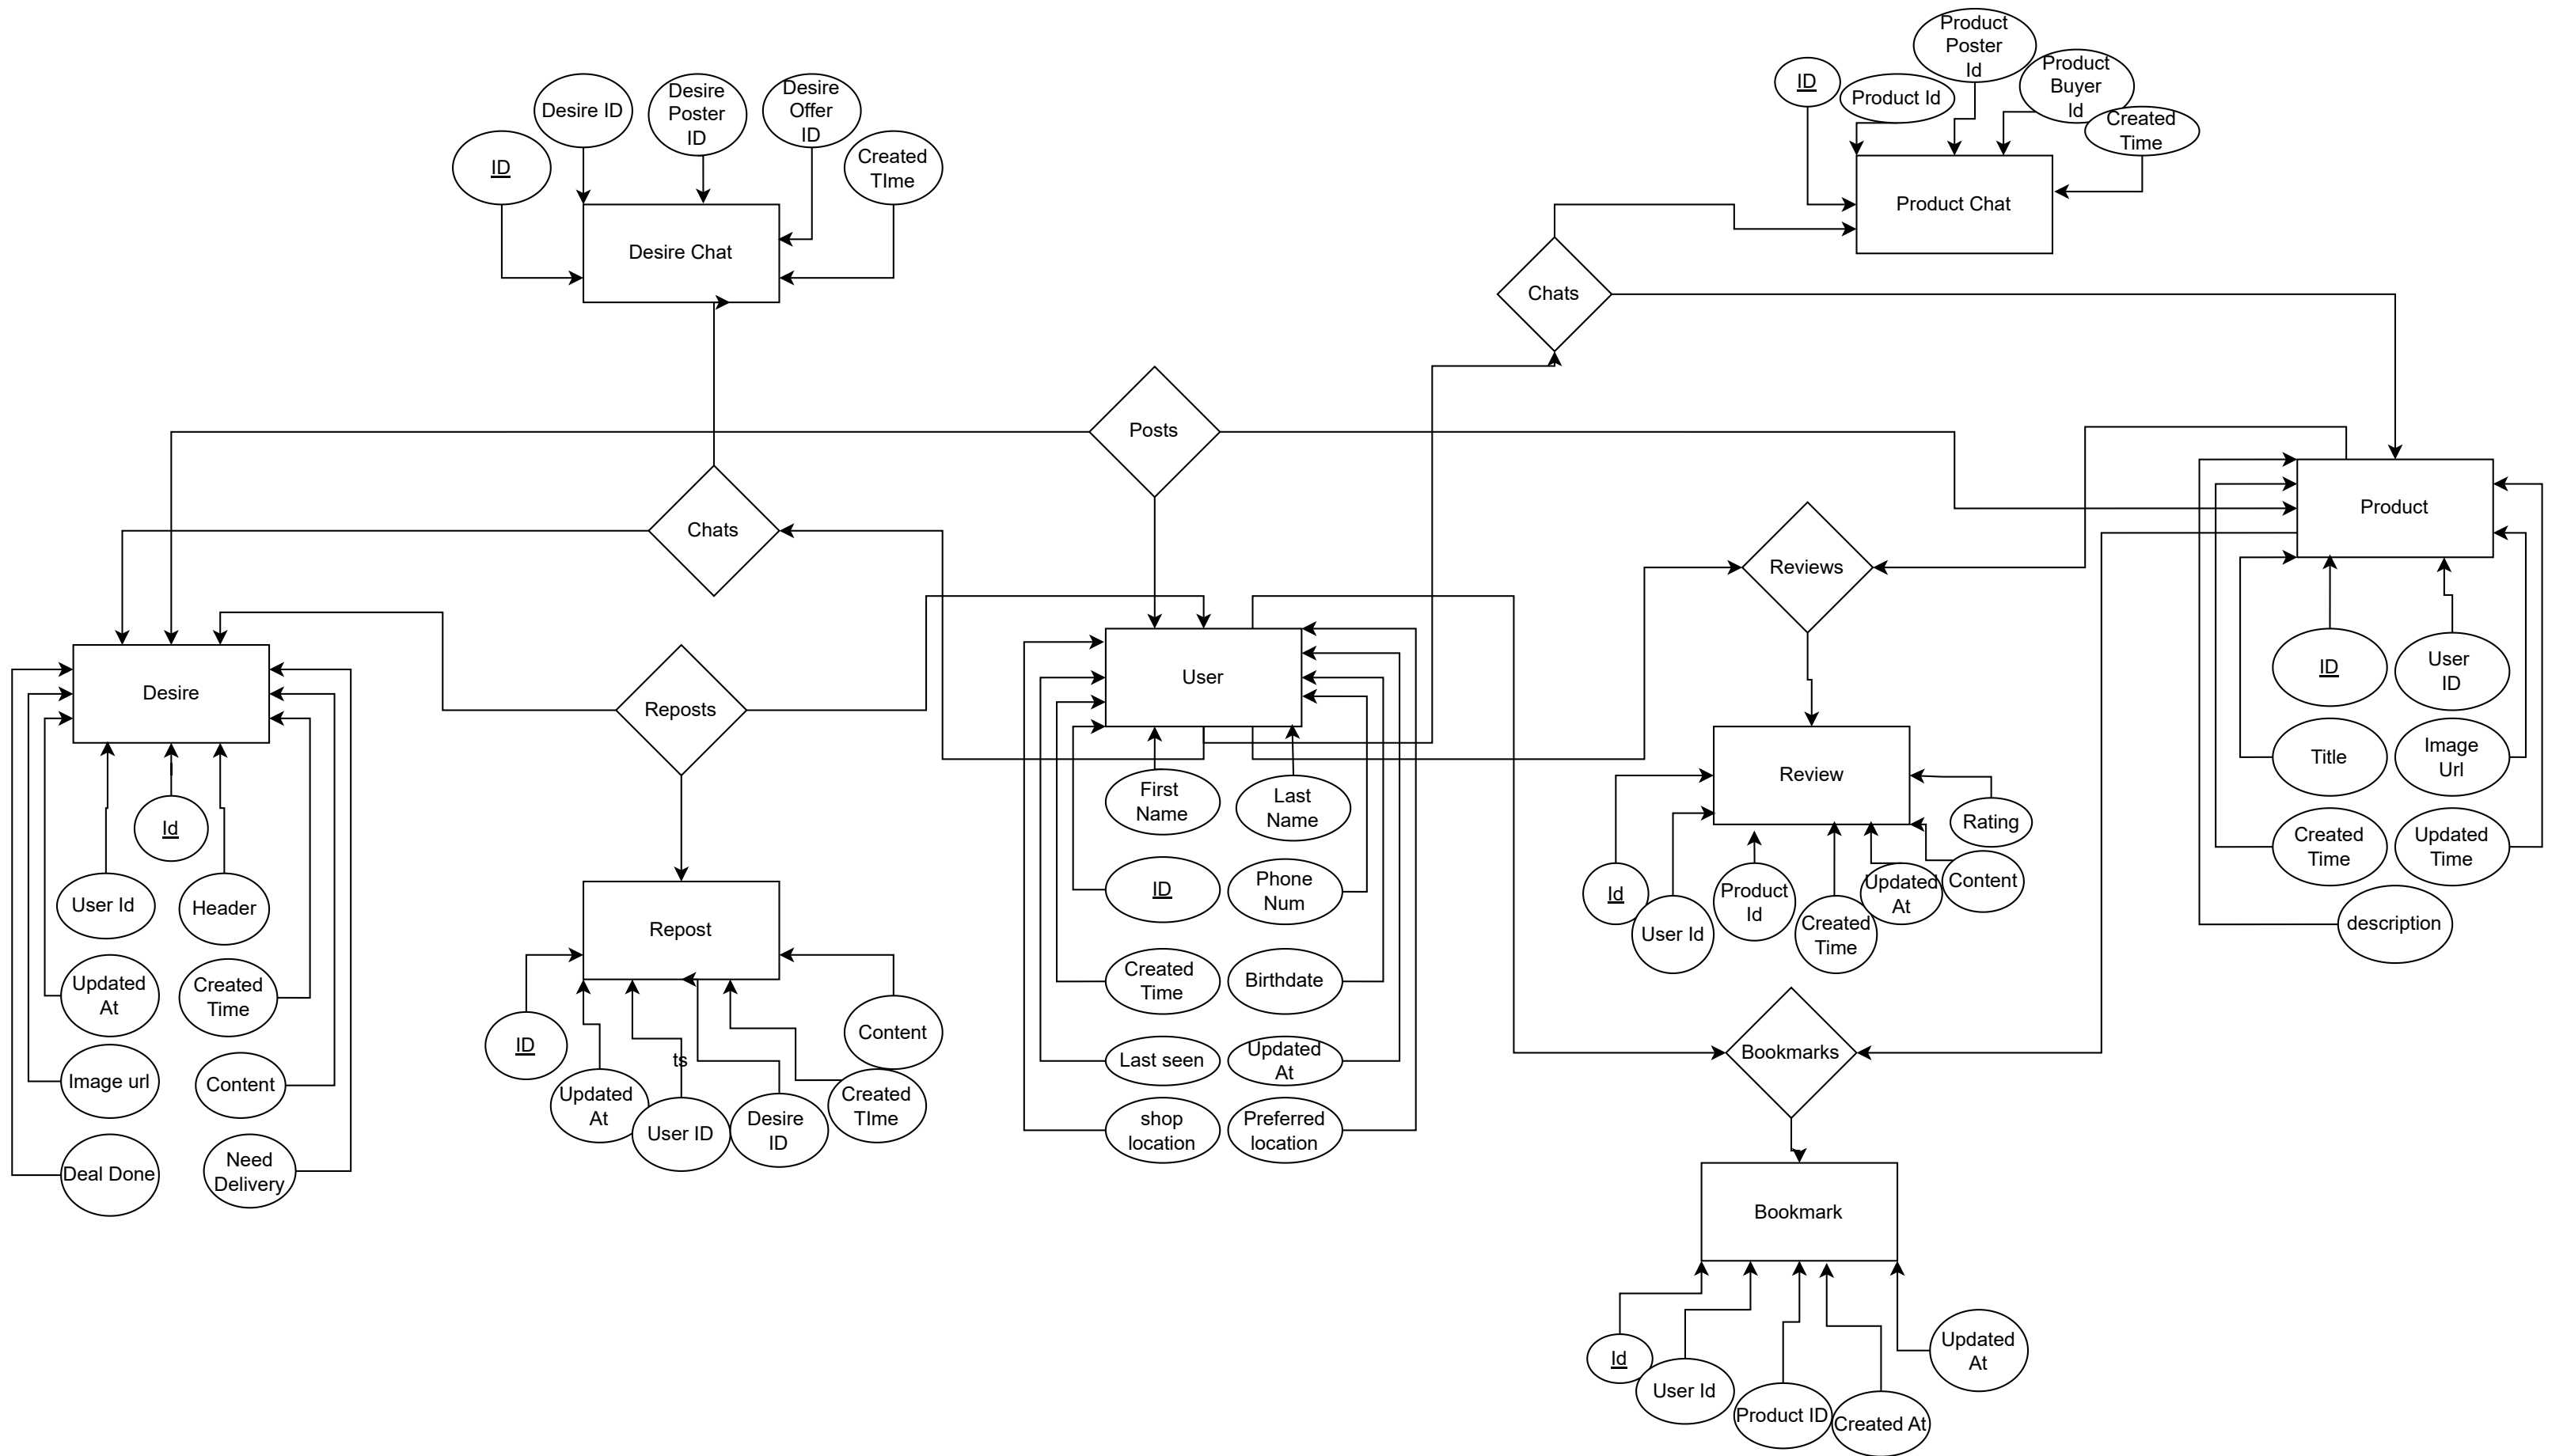 Product
Poster
Id
Product
Buyer
Id
ID
Product Id
Created
Time
Product Chat
Desire ID
Desire
Poster
ID
Desire
Offer
ID
ID
Created
TIme
Desire Chat
Chats
Posts
Chats
Product
Reviews
Desire
Reposts
User
ID
User
ID
Title
Image
Url
Created
Time
Updated
Time
description
Review
Rating
Id
User Id
Product
Id
Created
Time
Updated
At
Content
Id
User Id
Header
Updated
At
Created
Time
Image url
Content
Deal Done
Need
Delivery
First
Name
Last
Name
ID
Phone
Num
Created
Time
Birthdate
Last seen
Updated
At
shop
location
Preferred
location
Repost
ID
Content
ts
Updated
At
User ID
Desire
ID
Created
TIme
Bookmarks
Bookmark
Id
User Id
Product ID
Created At
Updated
At